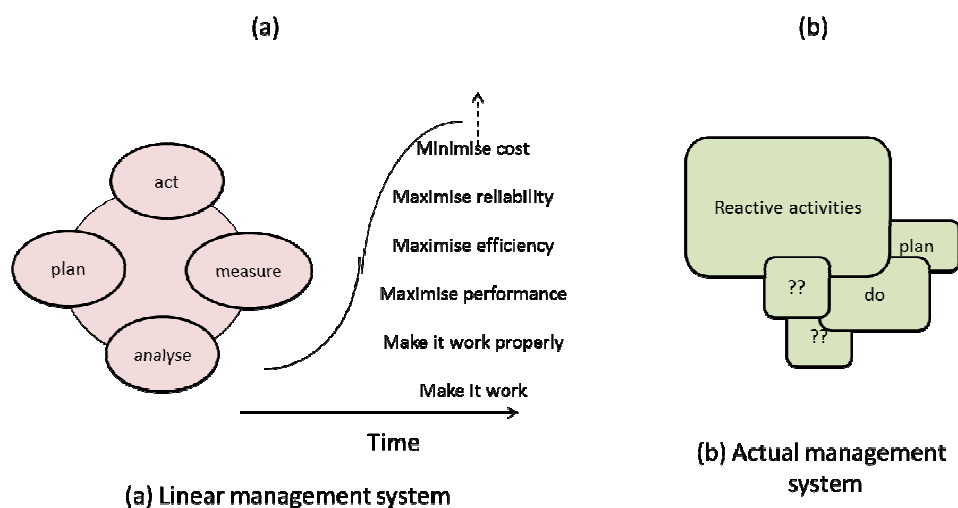 (a)
(b)
act
plan
measure
analyse
Minimise cost
Maximise reliability
Maximise efficiency
Maximise performance
Make it work properly
Make it work
Time
(a) Linear management system
Reactive activities
plan
??
do
??
(b) Actual management
system